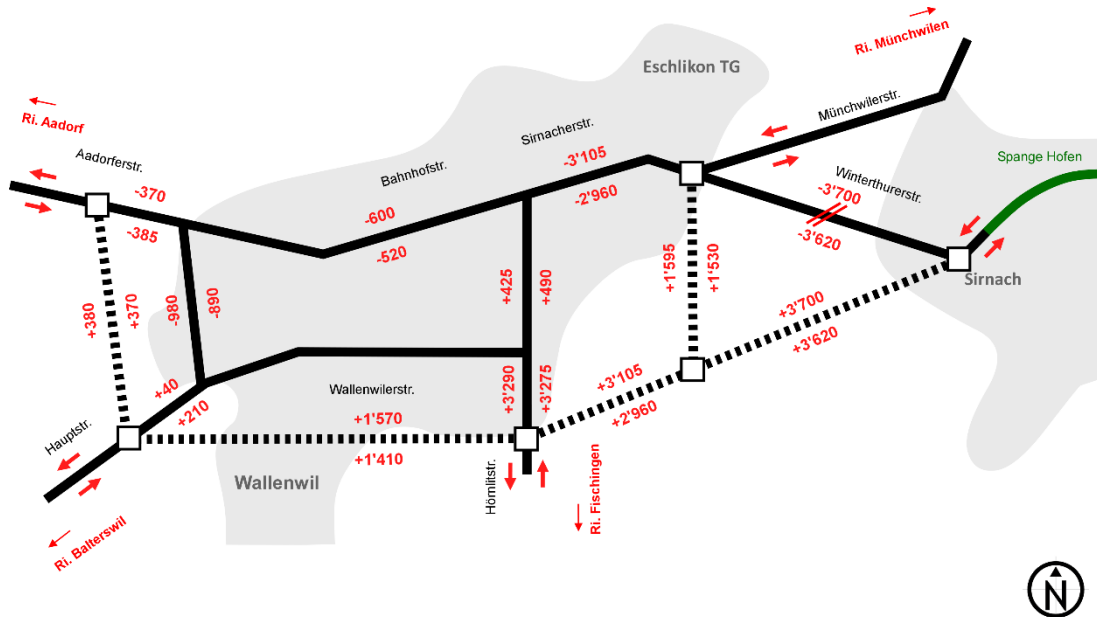 Ri. Münchwilen
Eschlikon TG
Ri. Aadorf
Münchwilerstr.
Sirnacherstr.
Aadorferstr.
-3'105
Bahnhofstr.
Spange Hofen
-370
Winterthurerstr.
-2'960
-3'700
-600
-385
-520
-3'620
+1'595
+1'530
Sirnach
+425
+490
-980
-890
+380
+370
+3'700
+3'620
+40
+210
Wallenwilerstr.
+3'290
+3'275
+3'105
+2'960
+1'570
Hauptstr.
+1'410
Wallenwil
Hörnlitstr.
Ri. Fischingen
Ri. Balterswil
N